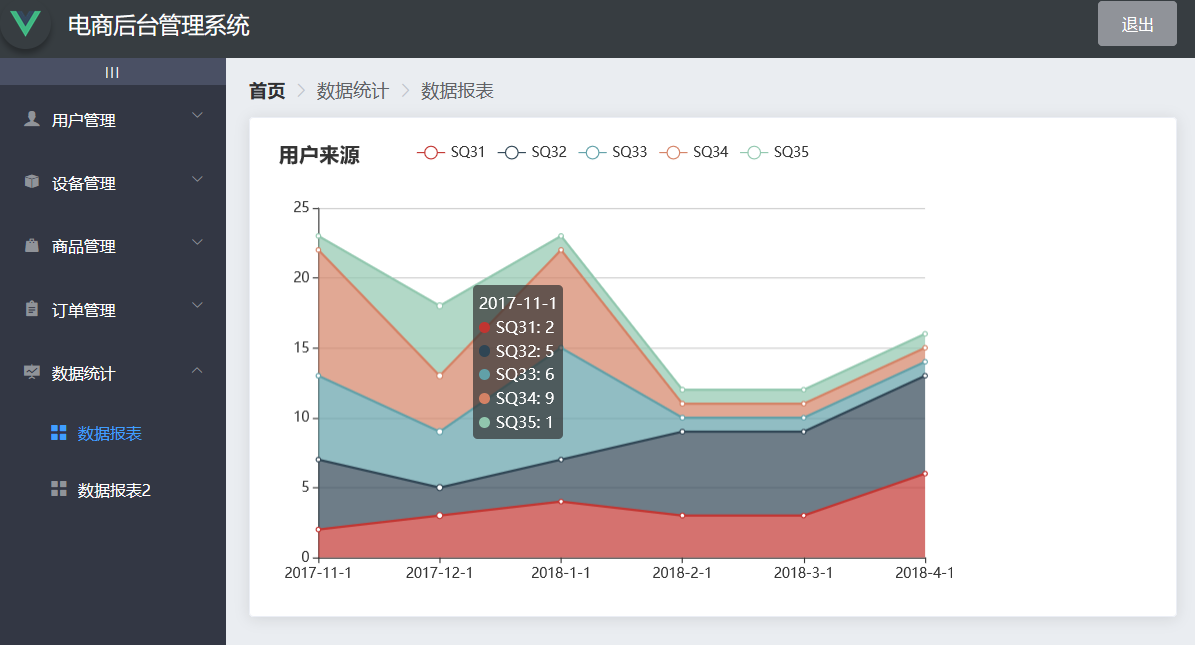 电商后台管理系统
退出
III
用户管理
设备管理
商品管理
订单管理
数据统计
数据报表
数据报表2
首页 > 数据统计 > 数据报表
用户来源
SQ31 SQ32 SQ33 SQ34 SQ35
25
20
15
10
5
0
2017-11-1
SQ31: 2
SQ32: 5
SQ33: 6
SQ34: 9
SQ35: 1
2017-11-1 2017-12-1 2018-1-1 2018-2-1 2018-3-1 2018-4-1